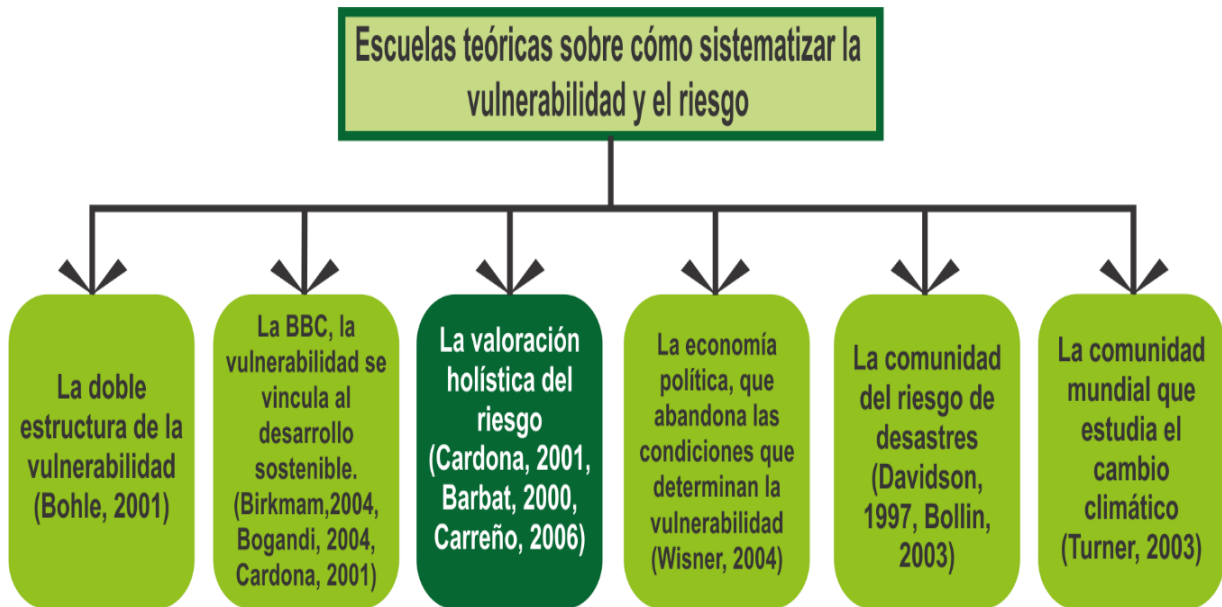 Escuelas teóricas sobre cómo sistematizar la
vulnerabilidad y el riesgo
La doble
estructura de la
vulnerabilidad
(Bohle, 2001)
La BBC, la
vulnerabilidad se
vincula al
desarrollo
sostenible.
(Birkmam,2004,
Bogandi, 2004,
Cardona, 2001)
La valoración
holística del
riesgo
(Cardona, 2001,
Barbat, 2000,
Carreño, 2006)
La economía
política, que
abandona las
condiciones que
determinan la
vulnerabilidad
(Wisner, 2004)
La comunidad
del riesgo de
desastres
(Davidson,
1997, Bollin,
2003)
La comunidad
mundial que
estudia el
cambio
climático
(Turner, 2003)